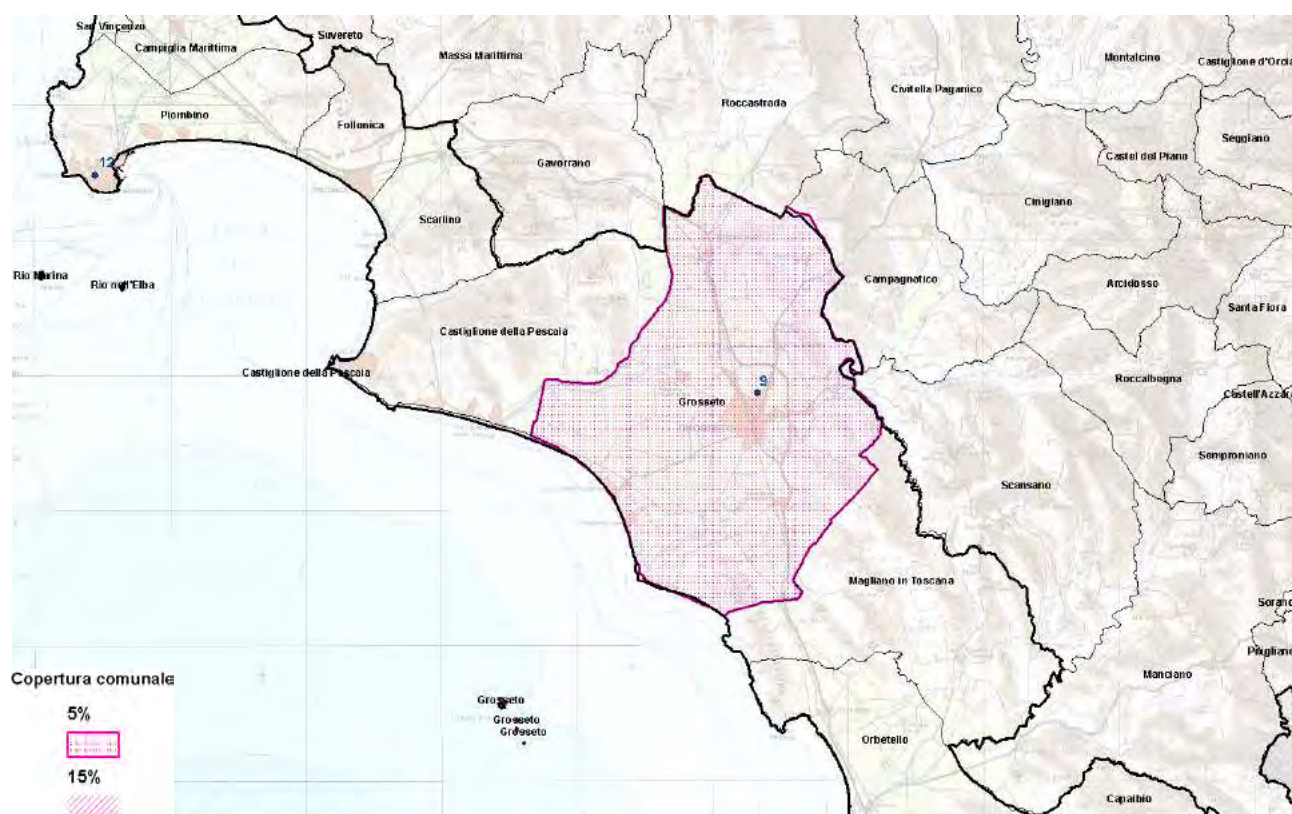 San Vincenzo
Campiglia Marittima
Suvereto
Massa Marittima
Montalcino
Castiglione d'Orcia
Civitella Paganico
Roccastrada
Piombino
Follonica
Seggiano
Castel del Piano
Gavorrano
12
Cinigiano
Scarlino
Rio Marina
Rio nell'Elba
Campagnatico
Arcidosso
Santa Fiora
Castiglione della Pescaia
Castiglione della Pescaia
Roccalbegna
9
Castell'Azzara
Grosseto
Semproniano
Scansano
Magliano in Toscana
Sorano
Pitigliano
Manciano
Copertura comunale
5%
15%
Grosseto
Grosseto
Grosseto
Orbetello
Capalbio